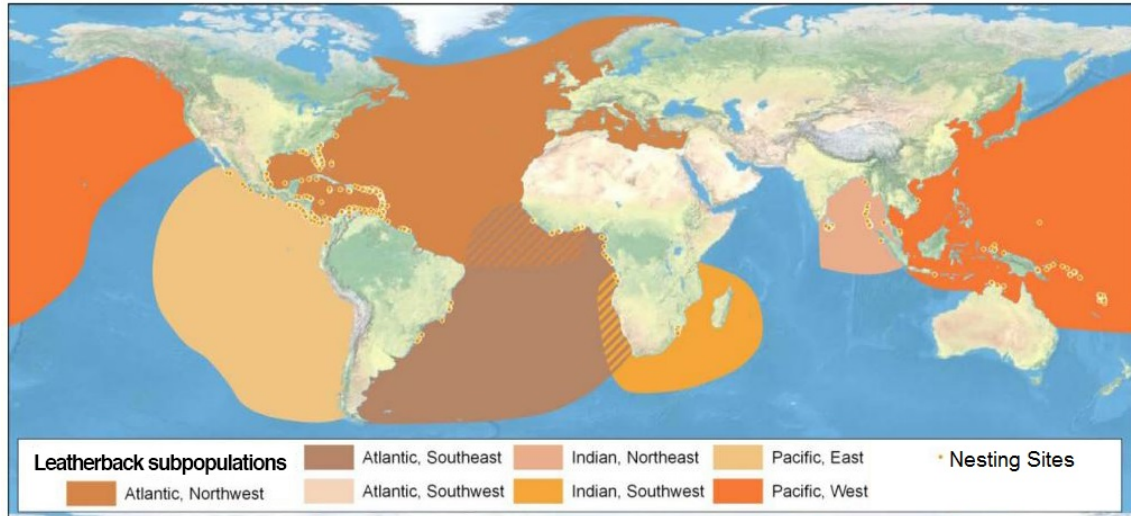 Leatherback subpopulations
Atlantic, Northwest
Atlantic, Southeast
Atlantic, Southwest
Indian, Northeast
Indian, Southwest
Pacific, East
Pacific, West
Nesting Sites